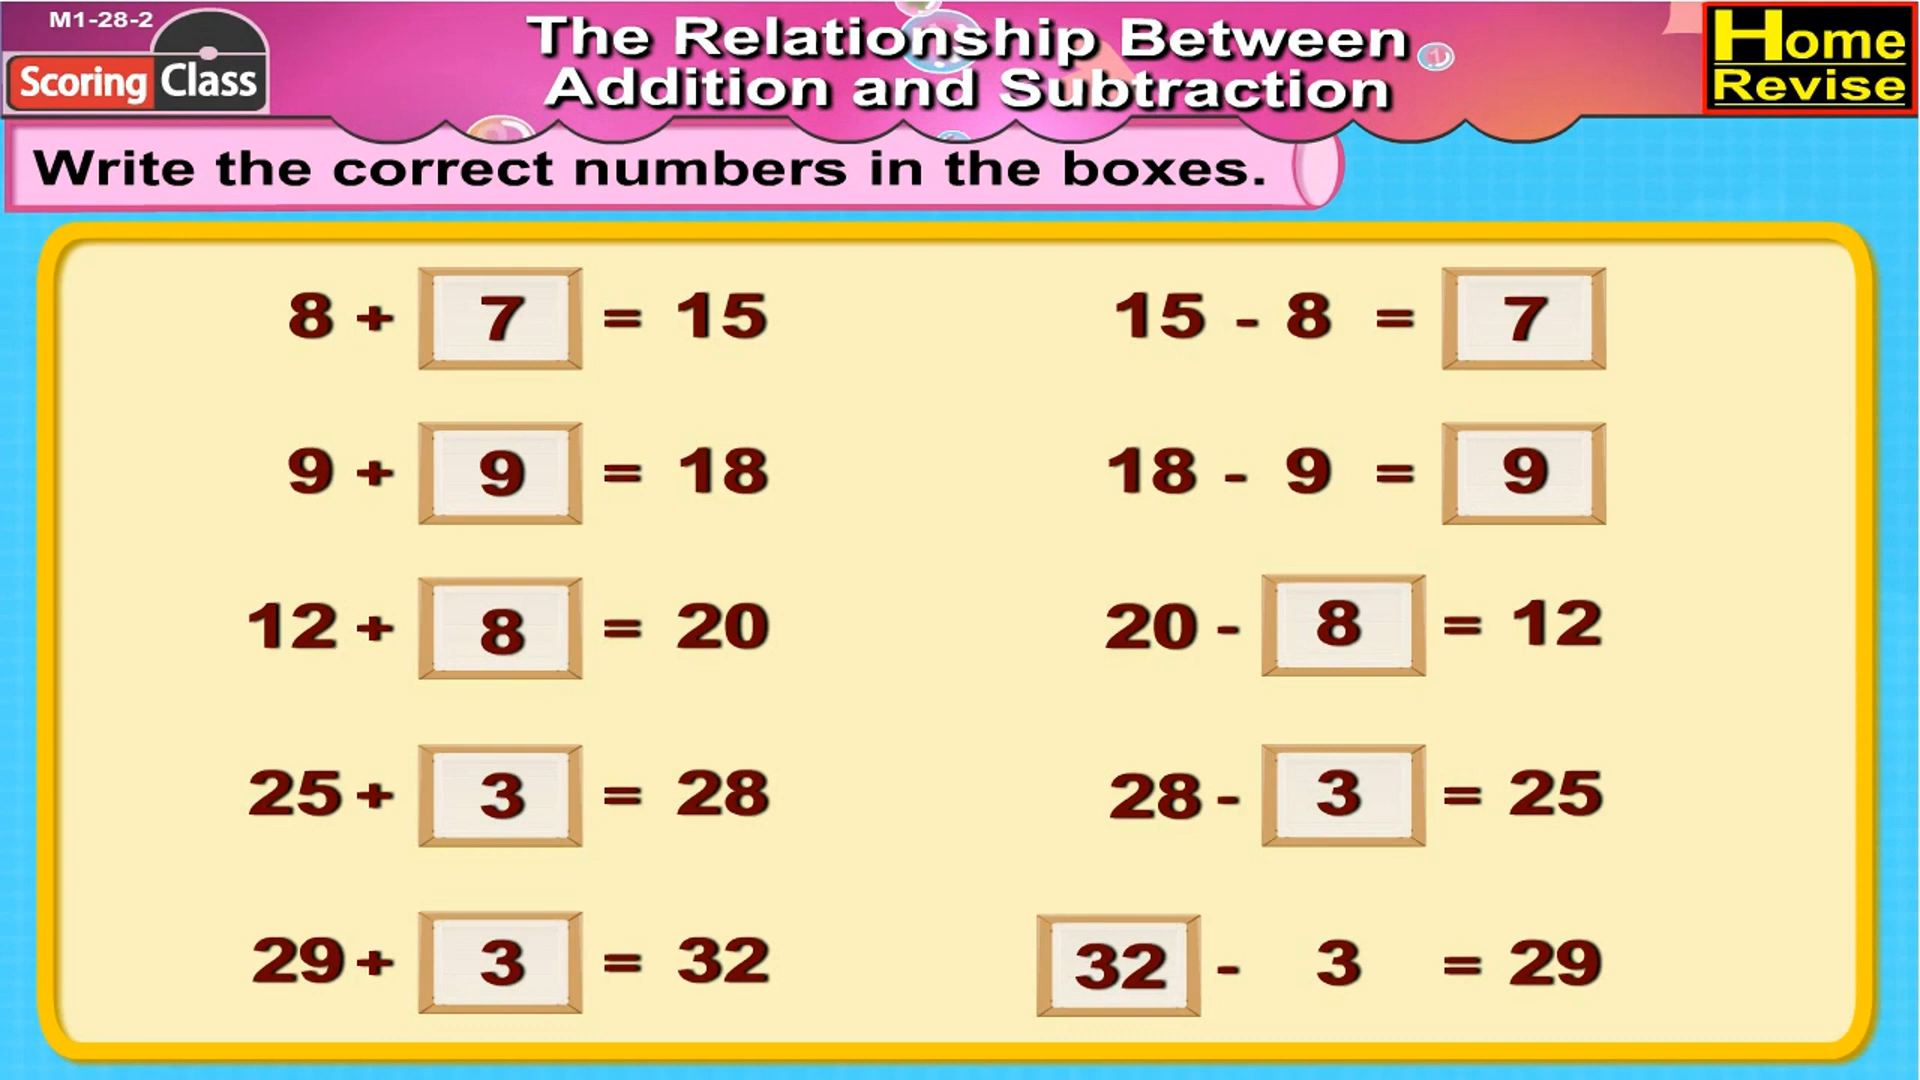 M1-28-2
Scoring Class
The Relationship Between
Addition and Subtraction
Home
Revise
Write the correct numbers in the boxes.
8 + 7 = 15
15 - 8 = 7
9 + 9 = 18
18 - 9 = 9
12 + 8 = 20
20 - 8 = 12
25 + 3 = 28
28 - 3 = 25
29 + 3 = 32
32 - 3 = 29